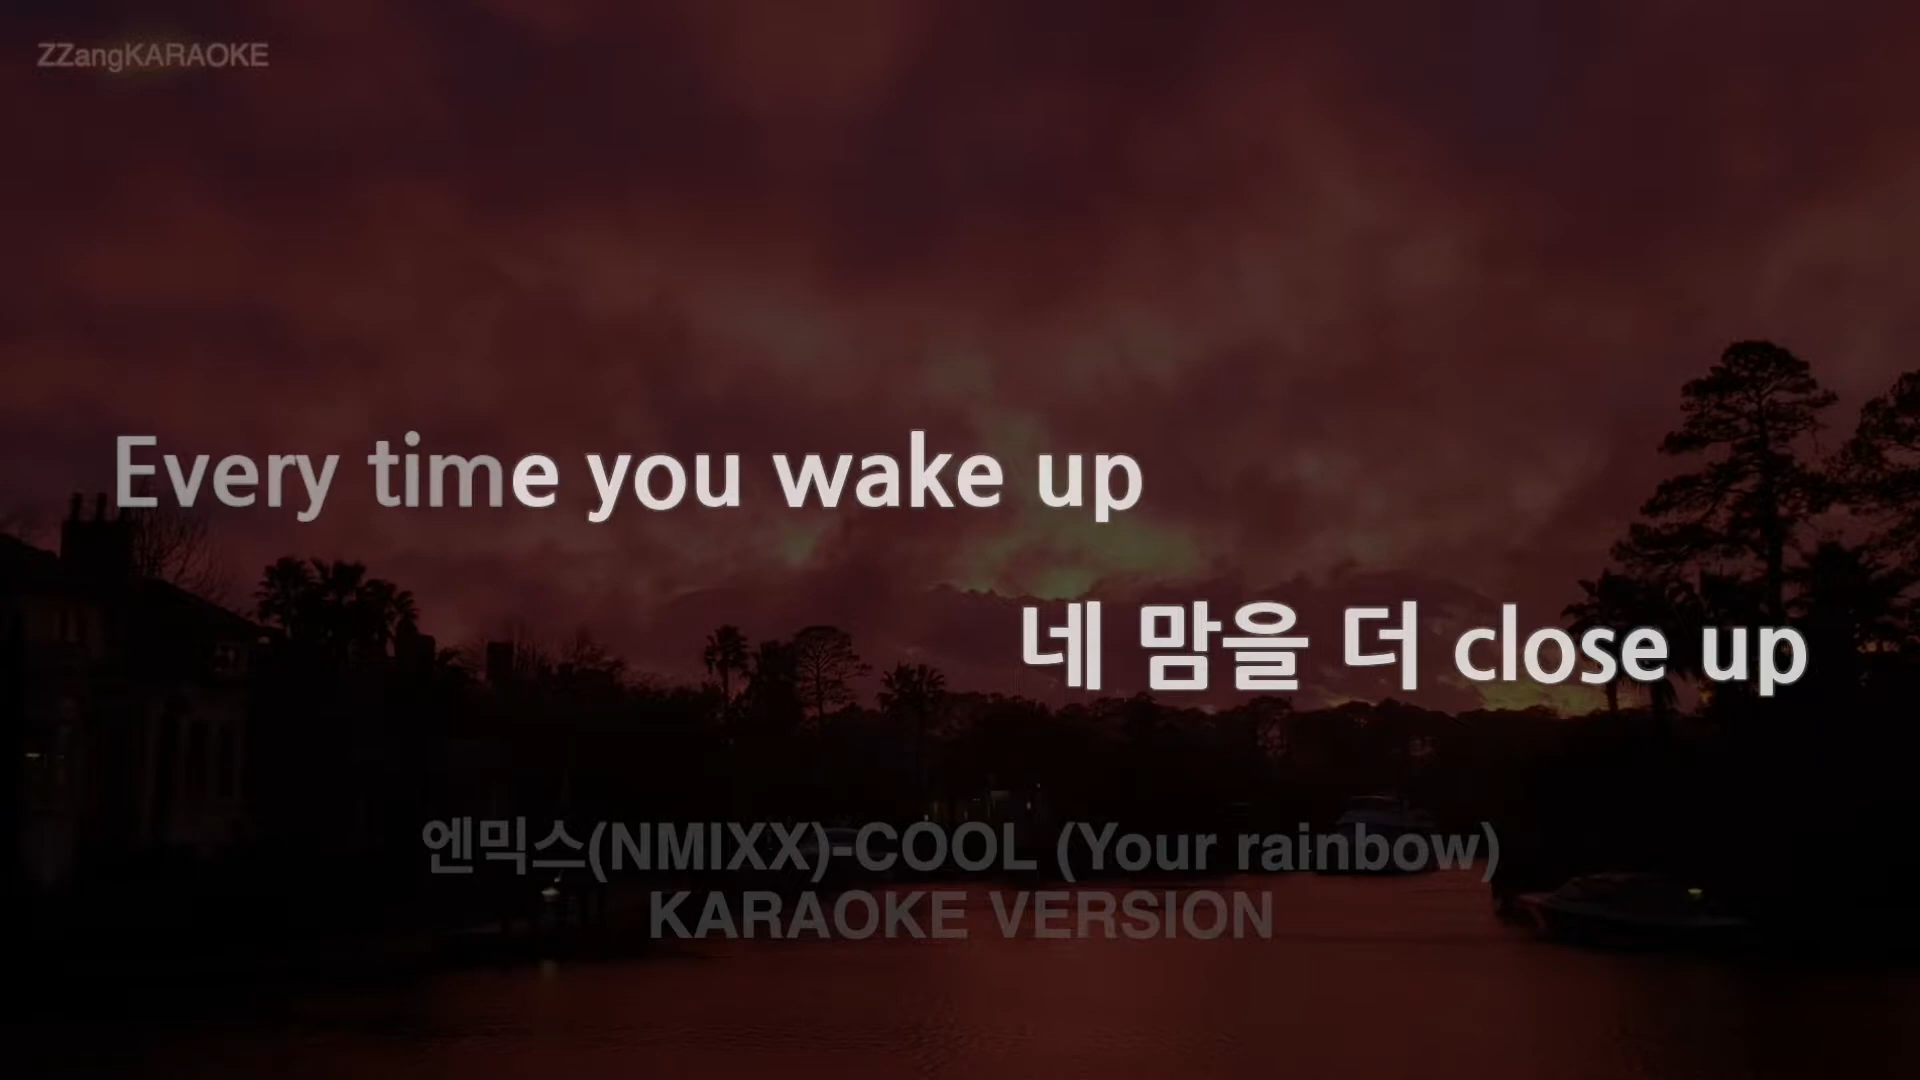 ZZangKARAOKE
Every time you wake up
네 맘을 더 close up
엔믹스(NMIXX)-COOL (Your rainbow)
KARAOKE VERSION